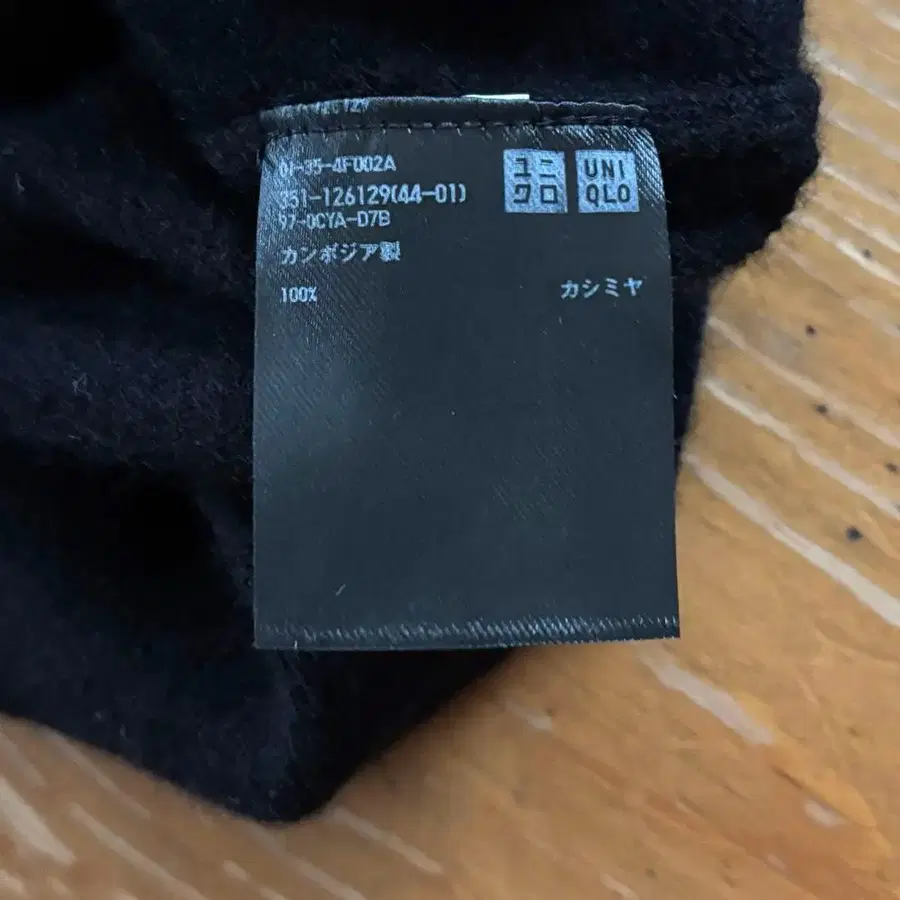 01-35-4F002A
351-126129(44-01)
97-0CYA-D7B
カンボジア製
100% カシミヤ
ユニ
クロ
UNI
QLO